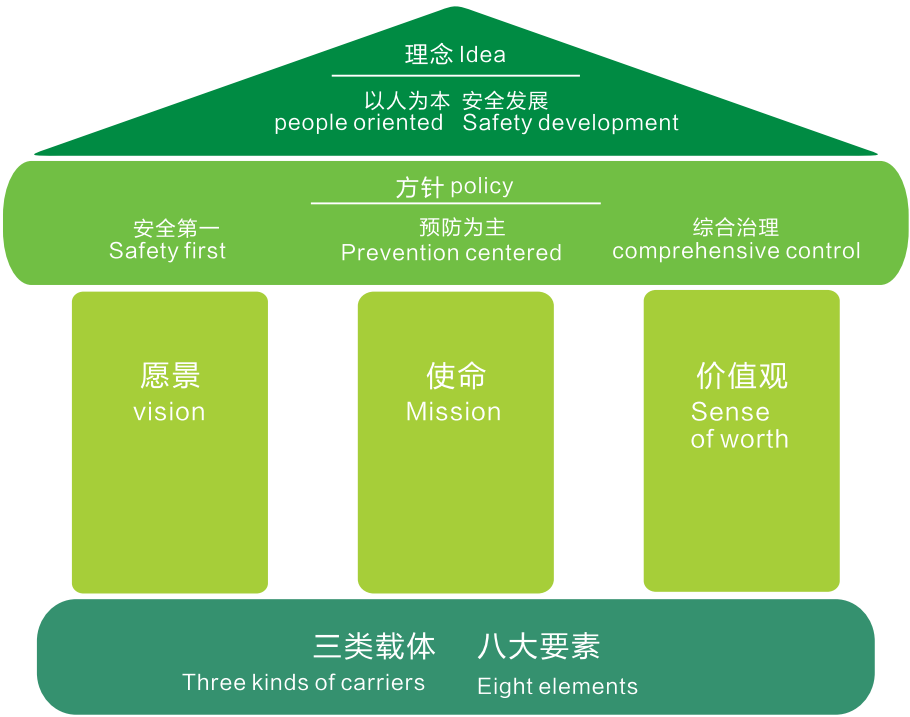 理念 Idea
以人为本 安全发展
people oriented Safety development
方针 policy
安全第一
Safety first
预防为主
Prevention centered
综合治理
comprehensive control
愿景
vision
使命
Mission
价值观
Sense
of worth
三类载体 八大要素
Three kinds of carriers Eight elements